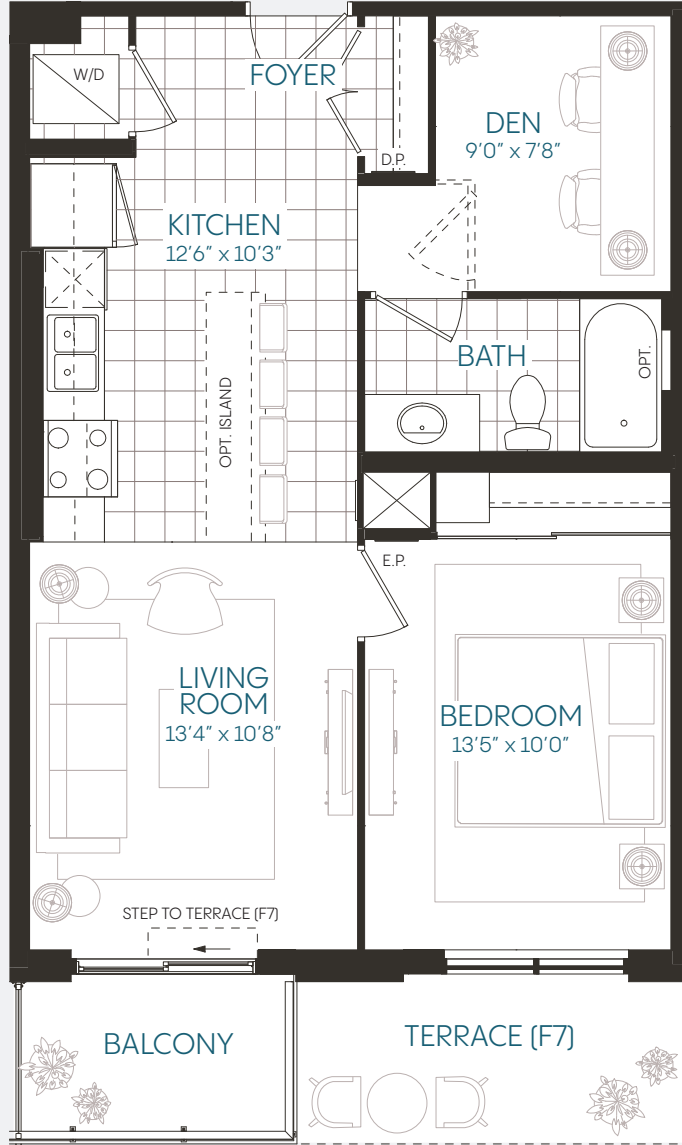 W/D
FOYER
DEN
9'0" x 7'8"
D.P.
KITCHEN
12'6" x 10'3"
BATH
OPT.
OPT. ISLAND
E.P.
LIVING
ROOM
13'4" x 10'8"
BEDROOM
13'5" x 10'0"
STEP TO TERRACE (F7)
BALCONY
TERRACE (F7)